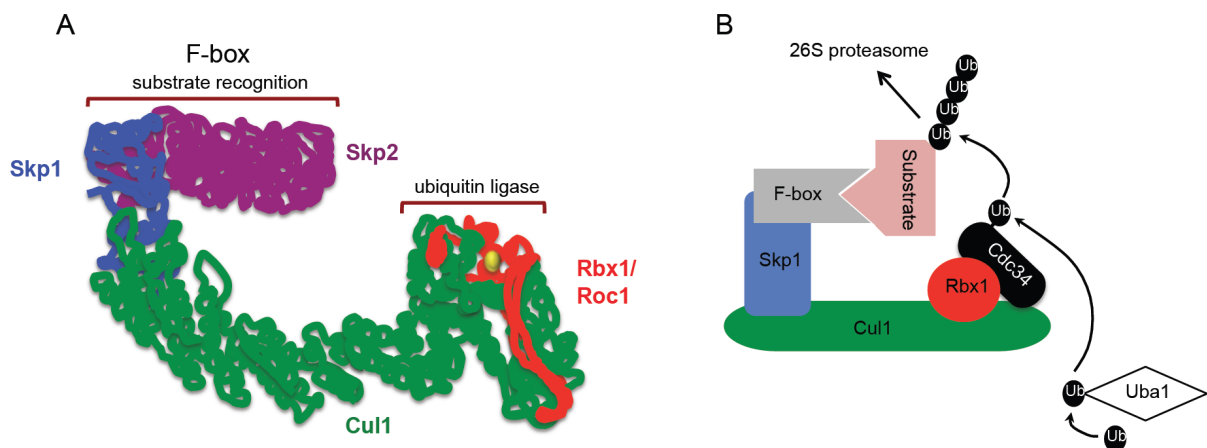 A
F-box
substrate recognition
Skp1
Skp2
ubiquitin ligase
Rbx1/
Roc1
Cul1
B
26S proteasome
Ub
Ub
Ub
Ub
F-box
Substrate
Ub
Skp1
Cdc34
Rbx1
Cul1
Ub
Uba1
Ub